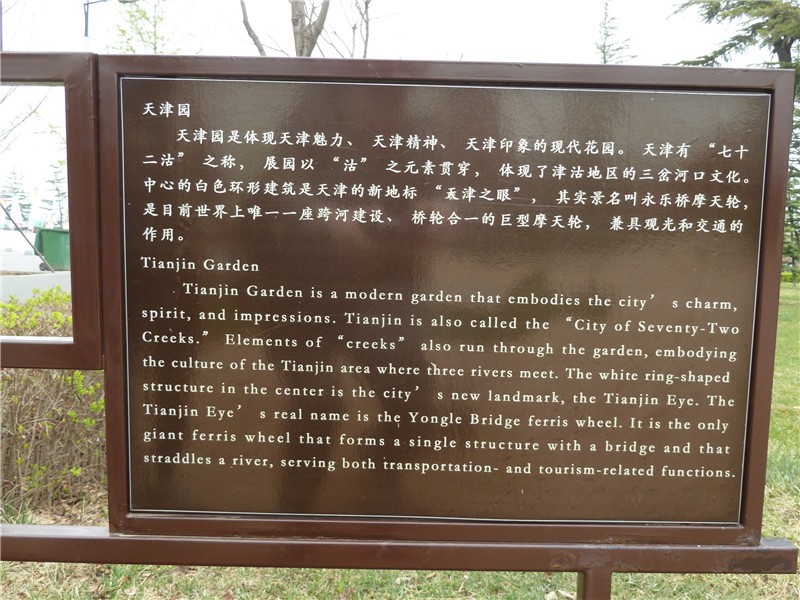 天津园
天津园是体现天津魅力、天津精神、天津印象的现代花园。天津有“七十
二沽”之称，展园以“沽”之元素贯穿，体现了津沽地区的三岔河口文化。
中心的白色环形建筑是天津的新地标“天津之眼”，其实景名叫永乐桥摩天轮，
是目前世界上唯一一座跨河建设、桥轮合一的巨型摩天轮，兼具观光和交通的
作用。
Tianjin Garden
Tianjin Garden is a modern garden that embodies the city’ s charm,
spirit, and impressions. Tianjin is also called the “City of Seventy-Two
Creeks.” Elements of “creeks” also run through the garden, embodying
the culture of the Tianjin area where three rivers meet. The white ring-shaped
structure in the center is the city’ s new landmark, the Tianjin Eye. The
Tianjin Eye’ s real name is the Yongle Bridge ferris wheel. It is the only
giant ferris wheel that forms a single structure with a bridge and that
straddles a river, serving both transportation- and tourism-related functions.